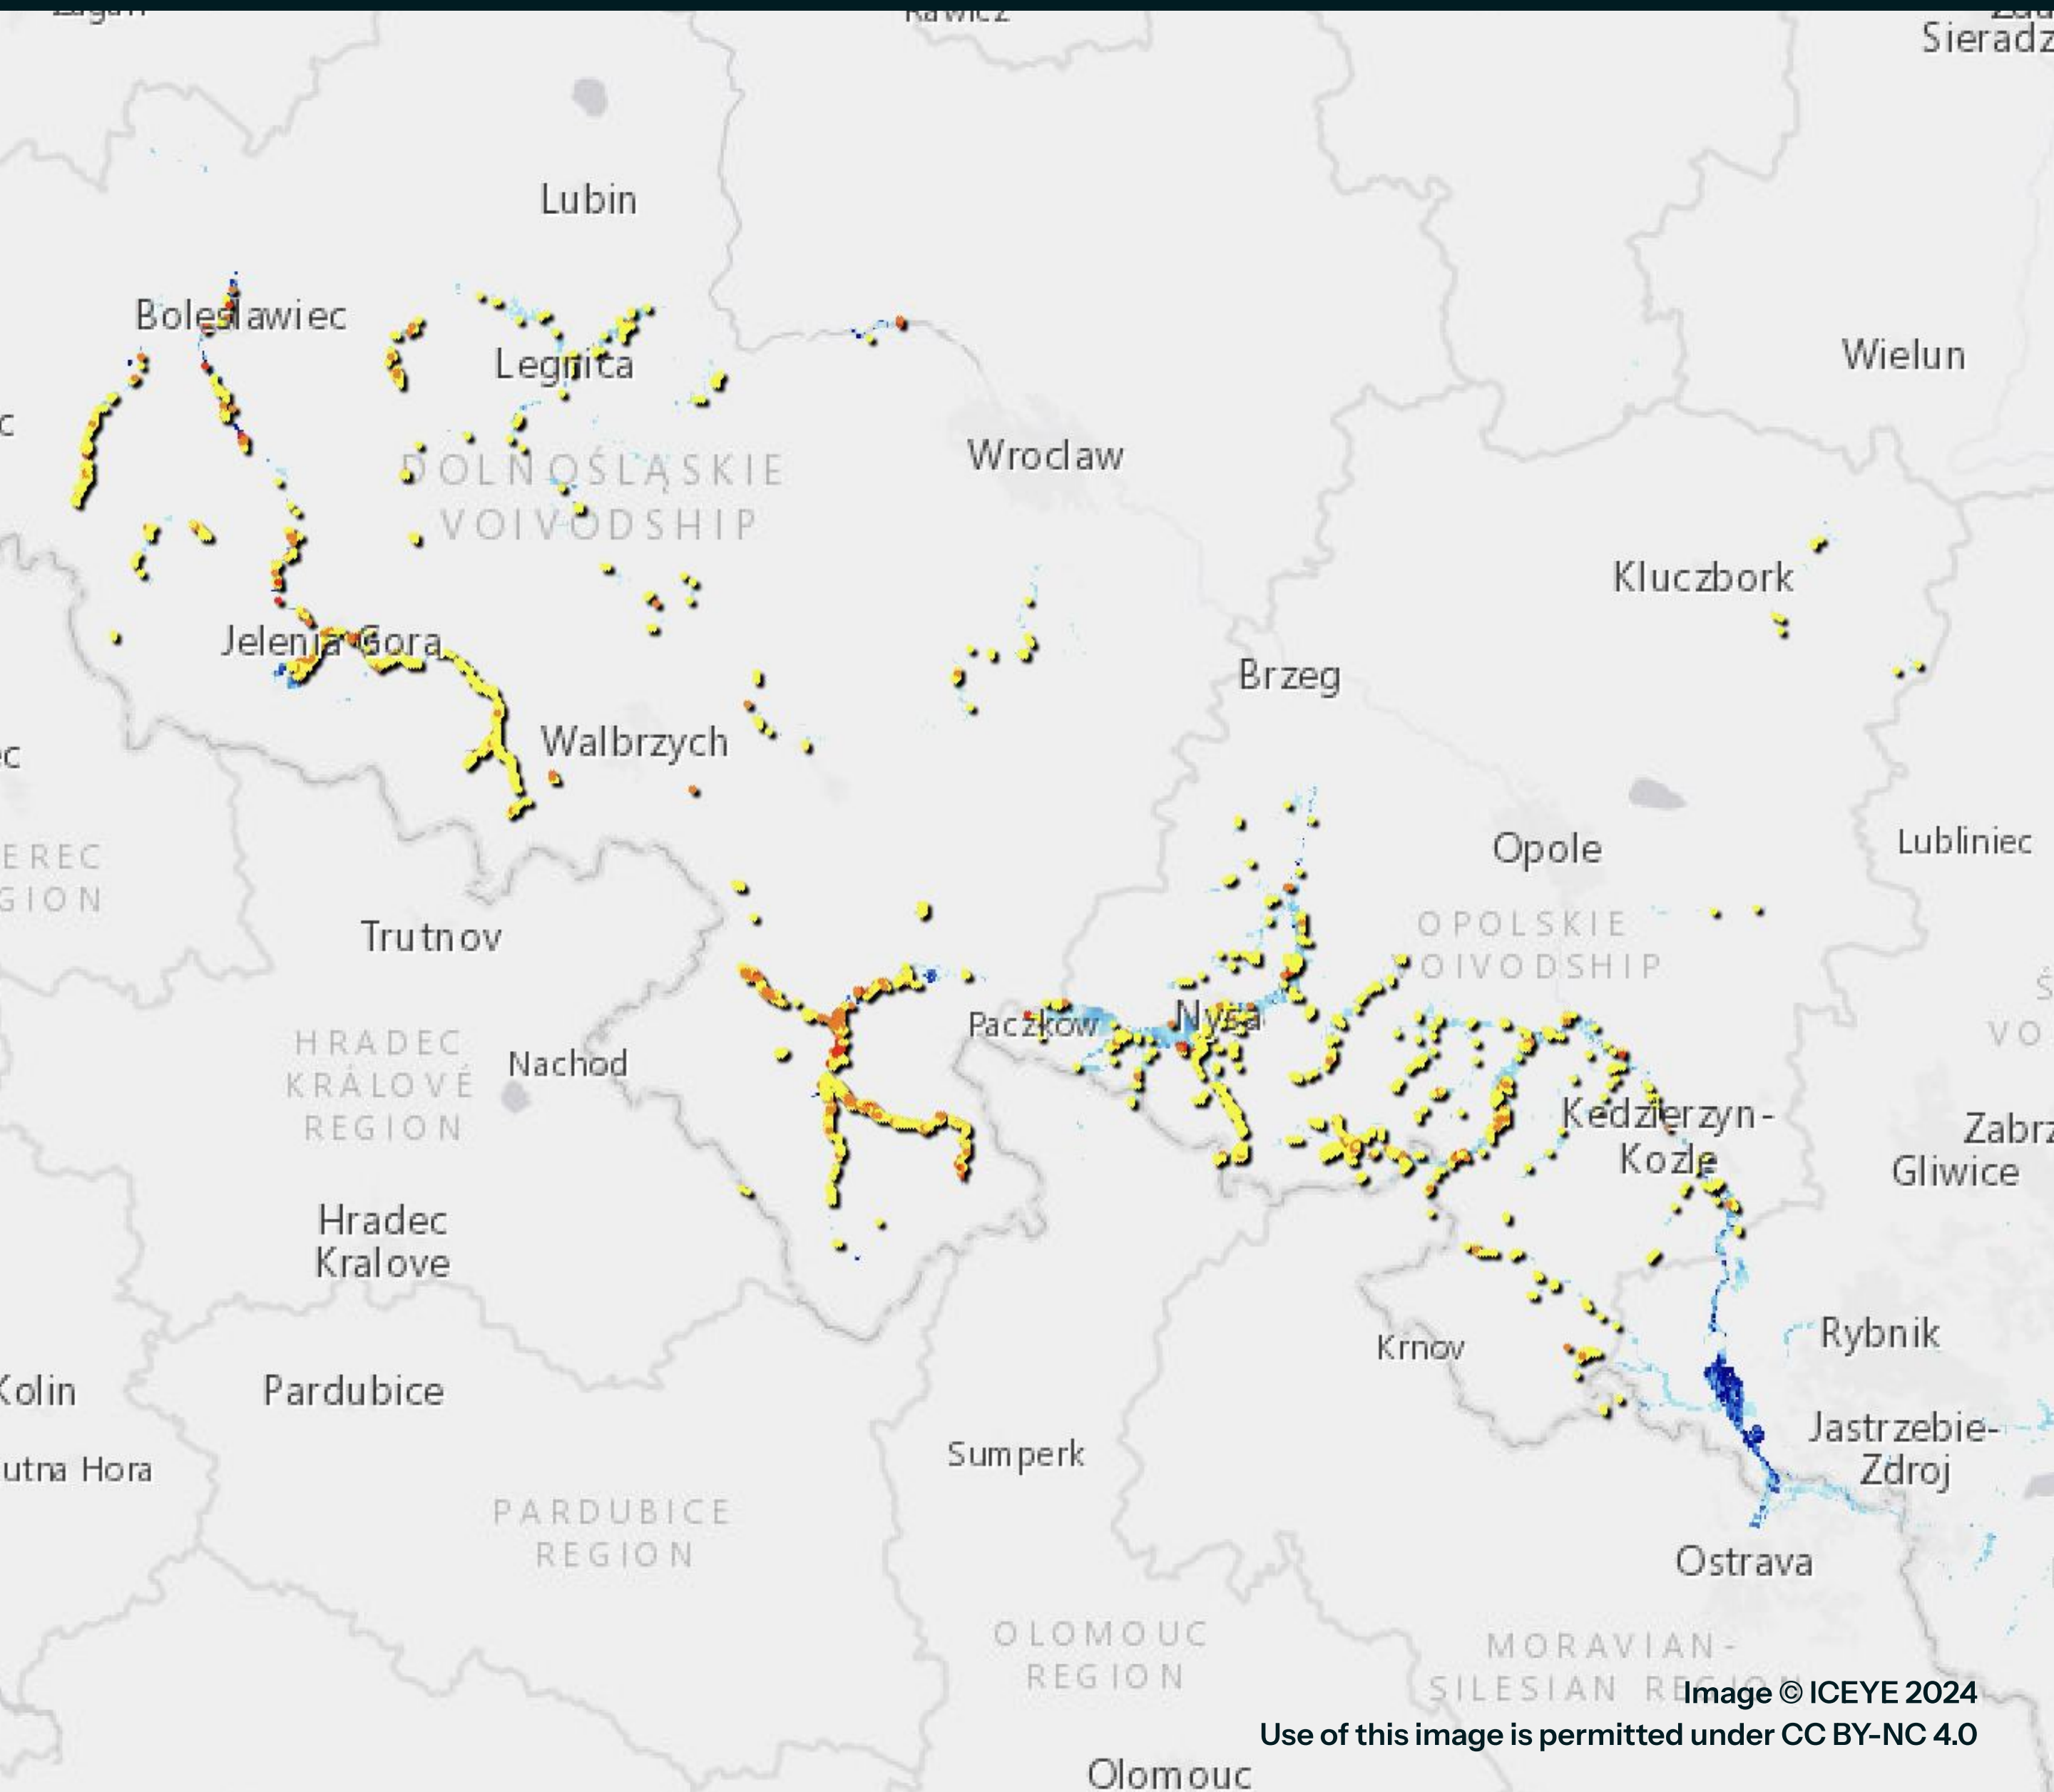 Sieradz
Lubin
Boleslawiec
Legnica
Wielun
Wroclaw
DOLNOŚLĄSKIE
VOIVODSHIP
Kluczbork
Jelenia Gora
Brzeg
Walbrzych
Opole
Lubliniec
EREC
GION
Trutnov
OPOLSKIE
VOIVODSHIP
Paczkow
Nysa
HRADEC
KRÁLOVÉ
REGION
Nachod
Kedzierzyn-
Kozle
Zabrz
Gliwice
Hradec
Kralove
Krnov
Rybnik
Kolin
Pardubice
Jastrzebie-
Zdroj
utna Hora
Sumperk
PARDUBICE
REGION
Ostrava
OLOMOUC
REGION
MORAVIAN-
SILESIAN REGION
Image © ICEYE 2024
Use of this image is permitted under CC BY-NC 4.0
Olomouc